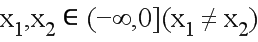 x₁,x₂ ∈ (−∞,0](x₁ ≠ x₂)